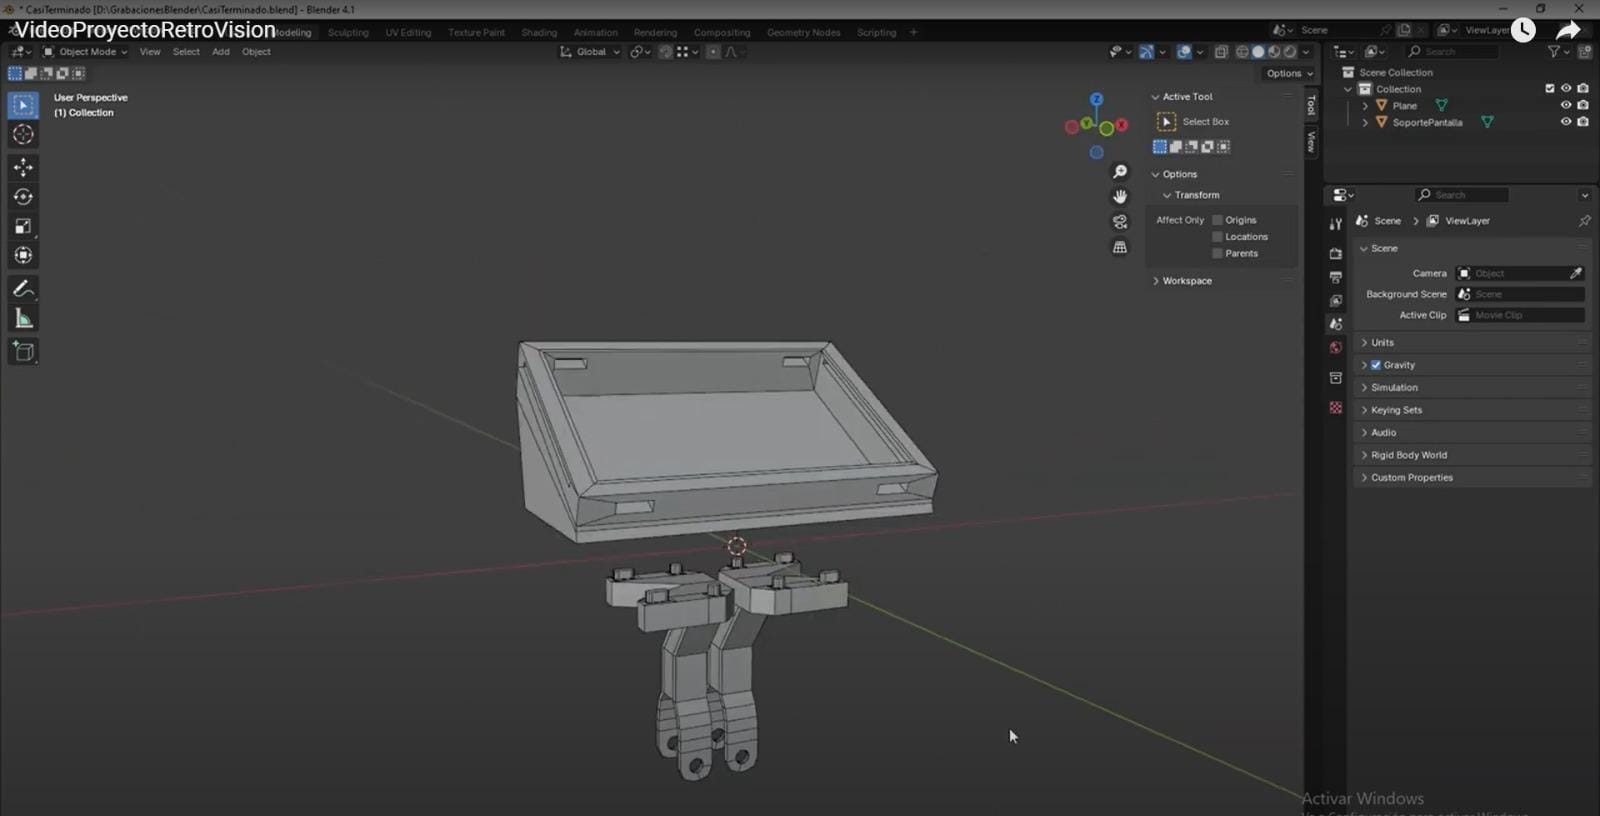 * CasiTerminado [D:\GrabacionesBlender\CasiTerminado.blend] - Blender 4.1
VideoProyectoRetroVision
Modeling Sculpting UV Editing Texture Paint Shading Animation Rendering Compositing Geometry Nodes Scripting +
Scene
ViewLayer
Object Mode View Select Add Object
Global
Search
Options
User Perspective
(1) Collection
Z
Y
X
Active Tool
Select Box
Options
Transform
Affect Only Origins
Locations
Parents
Workspace
Tool
View
Scene Collection
Collection
Plane
SoportePantalla
Search
Scene > ViewLayer
Scene
Camera Object
Background Scene Scene
Active Clip Movie Clip
Units
Gravity
Simulation
Keying Sets
Audio
Rigid Body World
Custom Properties
Activar Windows